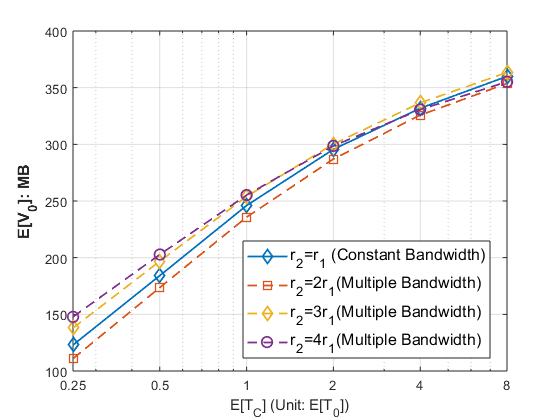 400
350
300
250
200
150
100
E[V0]: MB
r2=r1 (Constant Bandwidth)
r2=2r1(Multiple Bandwidth)
r2=3r1(Multiple Bandwidth)
r2=4r1(Multiple Bandwidth)
0.25 0.5 1 2 4 8
E[TC] (Unit: E[T0])